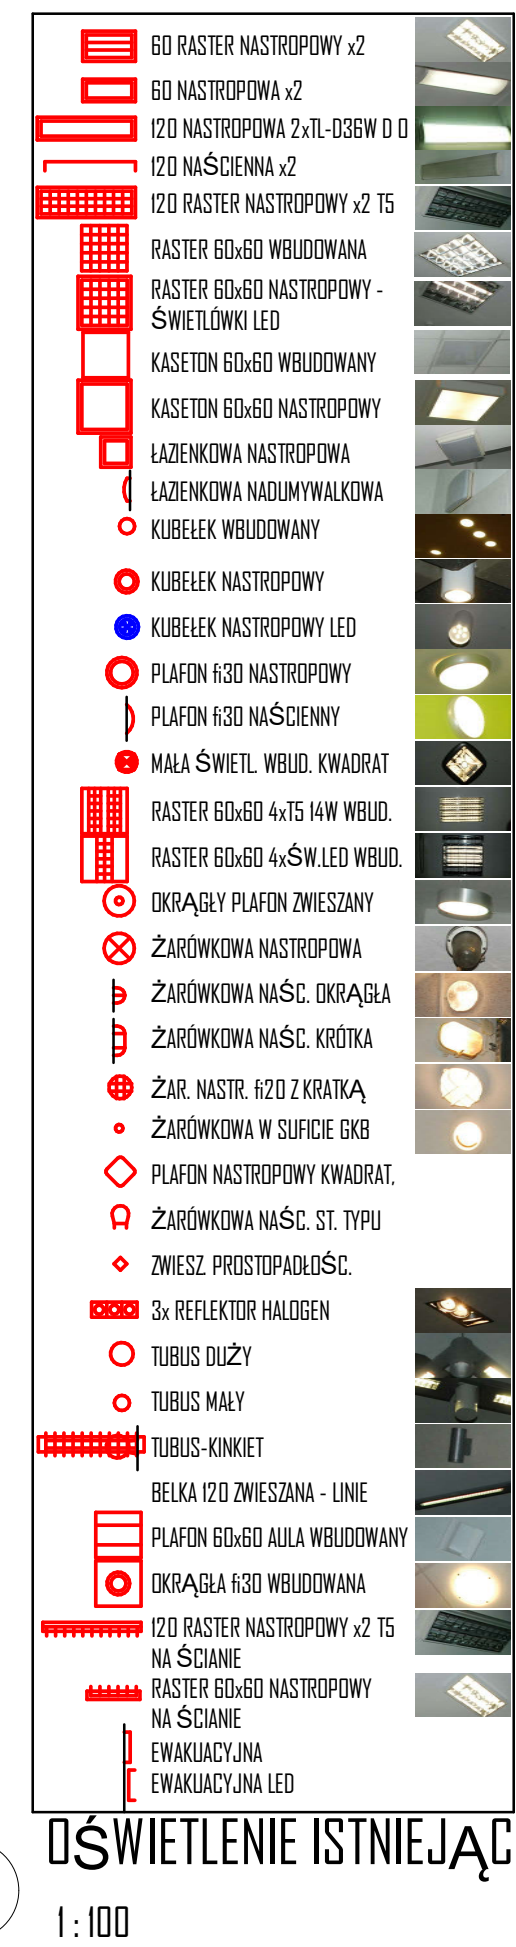 60 RASTER NASTROPOWY x2
60 NASTROPOWA x2
120 NASTROPOWA 2xTL-D36W D O
120 NAŚCIENNA x2
120 RASTER NASTROPOWY x2 T5
RASTER 60x60 WBUDOWANA
RASTER 60x60 NASTROPOWY -
ŚWIETLÓWKI LED
KASETON 60x60 WBUDOWANY
KASETON 60x60 NASTROPOWY
ŁAZIENKOWA NASTROPOWA
ŁAZIENKOWA NADUMYWALKOWA
KUBEŁEK WBUDOWANY
KUBEŁEK NASTROPOWY
KUBEŁEK NASTROPOWY LED
PLAFON fi30 NASTROPOWY
PLAFON fi30 NAŚCIENNY
MAŁA ŚWIETL. WBUD. KWADRAT
RASTER 60x60 4xT5 14W WBUD.
RASTER 60x60 4xŚW.LED WBUD.
OKRĄGŁY PLAFON ZWIESZANY
ŻARÓWKOWA NASTROPOWA
ŻARÓWKOWA NAŚC. OKRĄGŁA
ŻARÓWKOWA NAŚC. KRÓTKA
ŻAR. NASTR. fi20 Z KRATKĄ
ŻARÓWKOWA W SUFICIE GKB
PLAFON NASTROPOWY KWADRAT,
ŻARÓWKOWA NAŚC. ST. TYPU
ZWIESZ. PROSTOPADŁOŚC.
3x REFLEKTOR HALOGEN
TUBUS DUŻY
TUBUS MAŁY
TUBUS-KINKIET
BELKA 120 ZWIESZANA - LINIE
PLAFON 60x60 AULA WBUDOWANY
OKRĄGŁA fi30 WBUDOWANA
120 RASTER NASTROPOWY x2 T5
NA ŚCIANIE
RASTER 60x60 NASTROPOWY
NA ŚCIANIE
EWAKUACYJNA
EWAKUACYJNA LED
OŚWIETLENIE ISTNIEJĄC
1 : 100